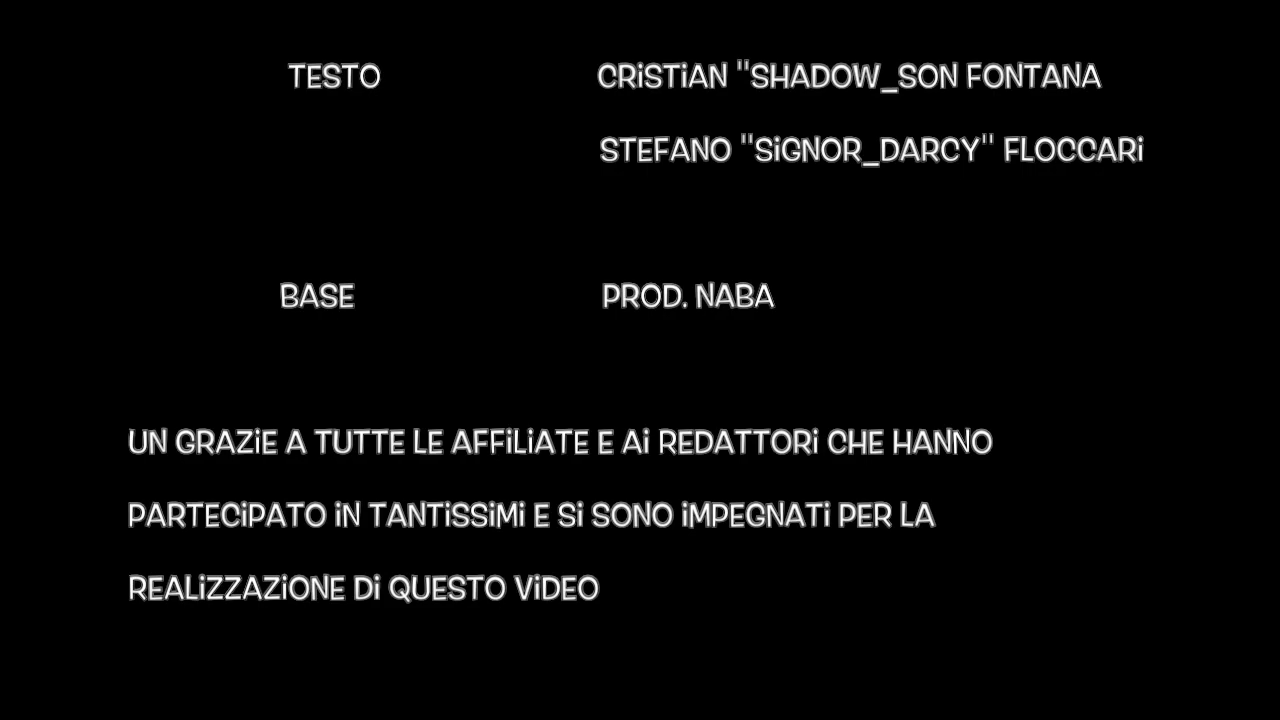 TESTO CRiSTiAN "SHADOW_SON FONTANA
STEFANO "SiGNOR_DARCY" FLOCCARi
BASE PROD. NABA
UN GRAZiE A TUTTE LE AFFiLiATE E Ai REDATTORi CHE HANNO
PARTECiPATO iN TANTiSSiMi E Si SONO iMPEGNATi PER LA
REALiZZAZiONE Di QUESTO ViDEO